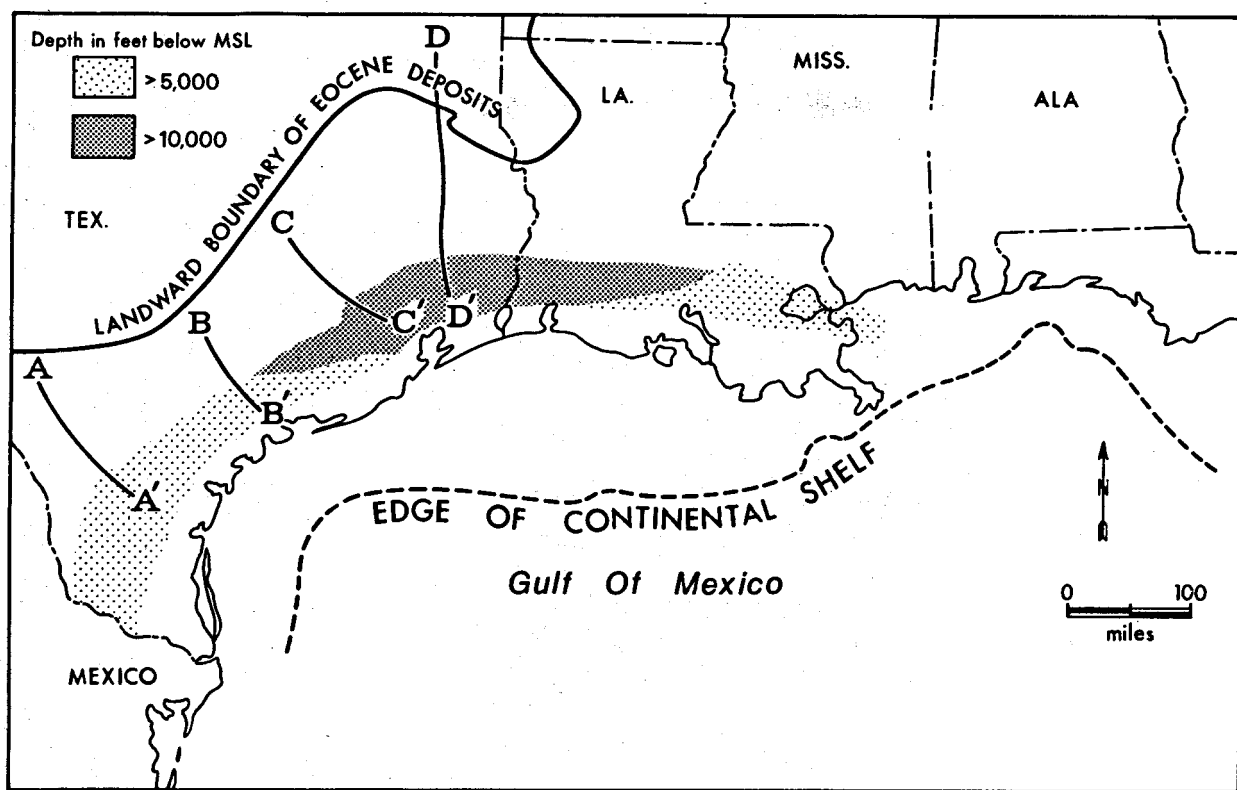 Depth in feet below MSL
>5,000
>10,000
LANDWARD BOUNDARY OF EOCENE DEPOSITS
TEX.
LA.
MISS.
ALA
D
C
B
A
C'
D'
B'
A'
EDGE OF CONTINENTAL SHELF
Gulf Of Mexico
MEXICO
N
0 100
miles